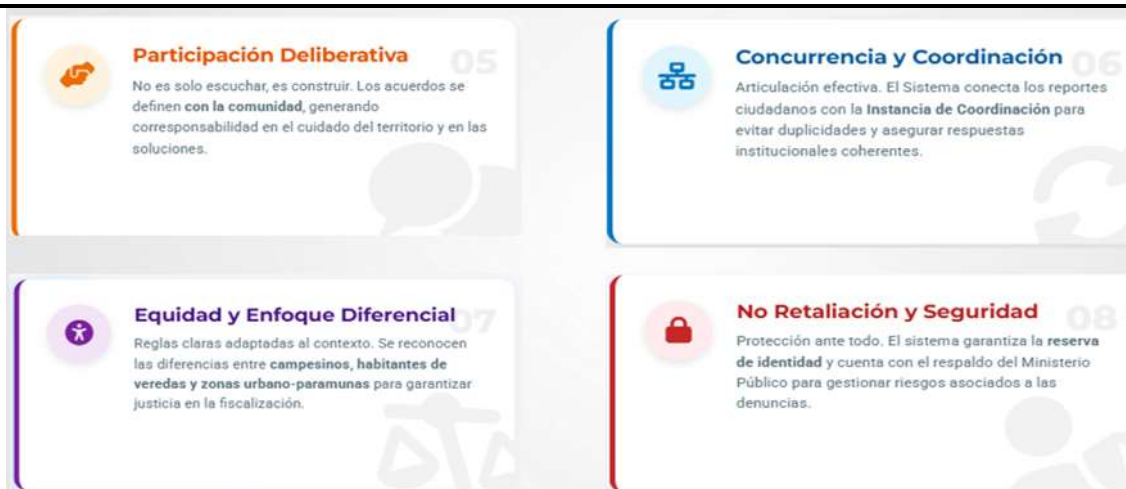 Participación Deliberativa
05
No es solo escuchar, es construir. Los acuerdos se
definen con la comunidad, generando
corresponsabilidad en el cuidado del territorio y en las
soluciones.
Concurrencia y Coordinación
06
Articulación efectiva. El Sistema conecta los reportes
ciudadanos con la Instancia de Coordinación para
evitar duplicidades y asegurar respuestas
institucionales coherentes.
Equidad y Enfoque Diferencial
07
Reglas claras adaptadas al contexto. Se reconocen
las diferencias entre campesinos, habitantes de
veredas y zonas urbano-paramunas para garantizar
justicia en la fiscalización.
No Retaliación y Seguridad
08
Protección ante todo. El sistema garantiza la reserva
de identidad y cuenta con el respaldo del Ministerio
Público para gestionar riesgos asociados a las
denuncias.